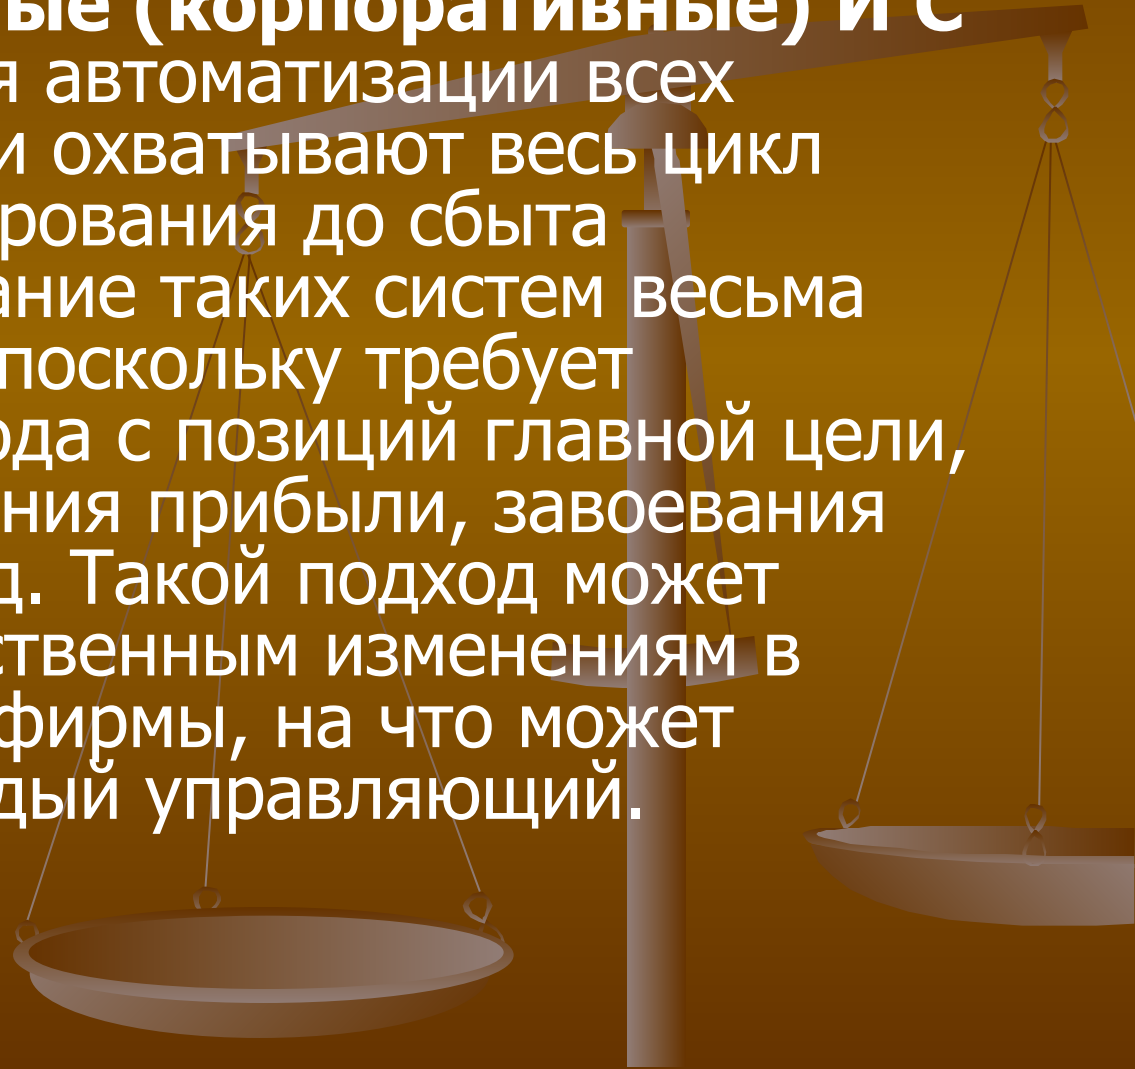 ые (корпоративные) И С
я автоматизации всех
и охватывают весь цикл
рования до сбыта
ание таких систем весьма
поскольку требует
ода с позиций главной цели,
ния прибыли, завоевания
д. Такой подход может
ственным изменениям в
фирмы, на что может
дый управляющий.